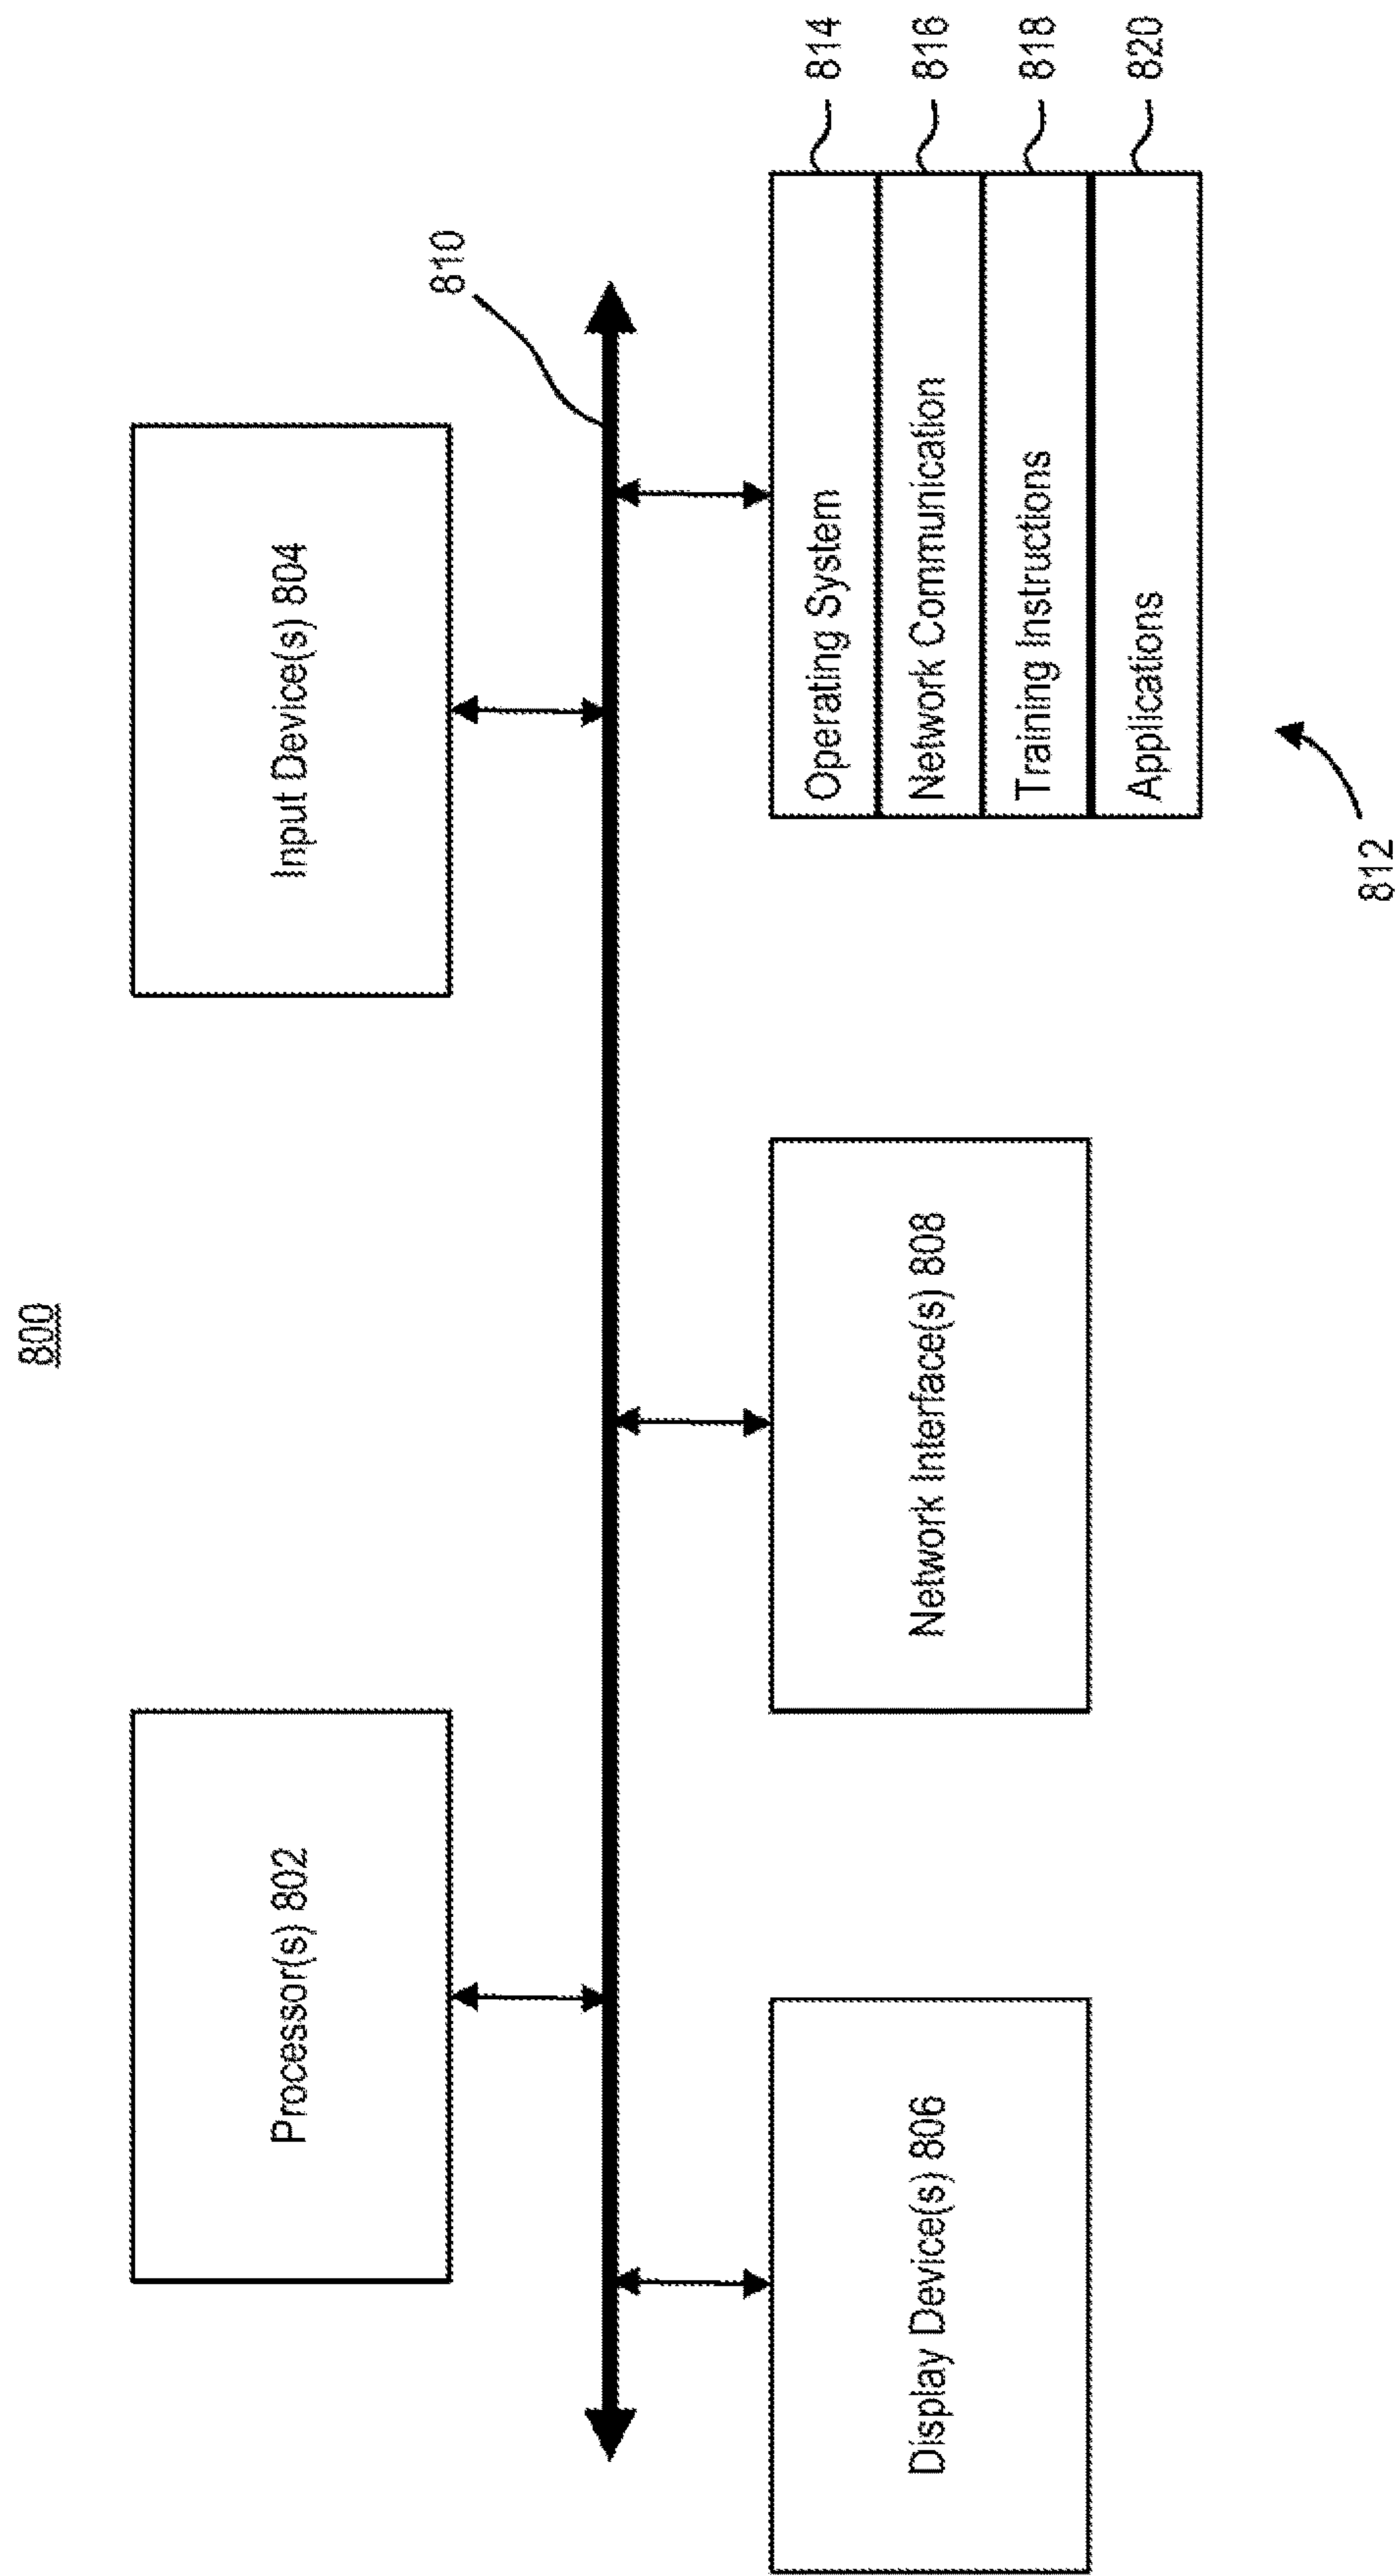 800
Processor(s) 802
Input Device(s) 804
810
Display Device(s) 806
Network Interface(s) 808
Operating System
814
Network Communication
816
Training Instructions
818
Applications
820
812